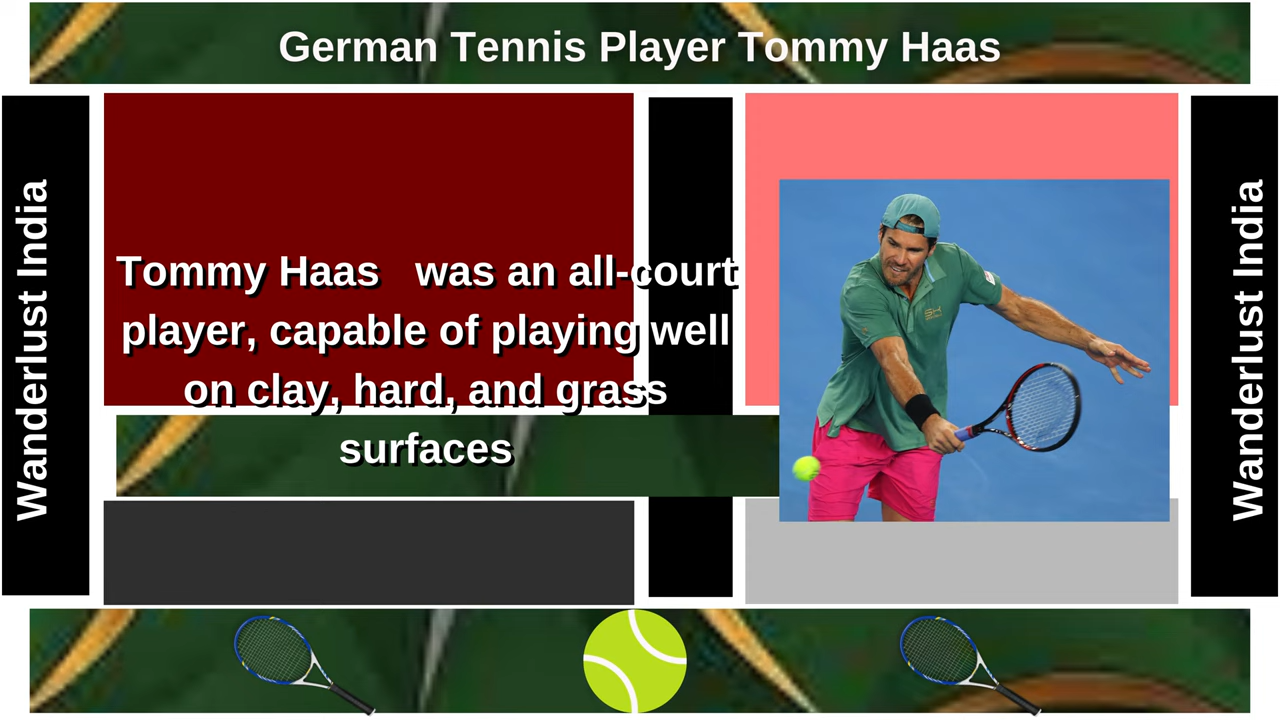 German Tennis Player Tommy Haas
Wanderlust India
Tommy Haas was an all-court
player, capable of playing well
on clay, hard, and grass
surfaces
Wanderlust India